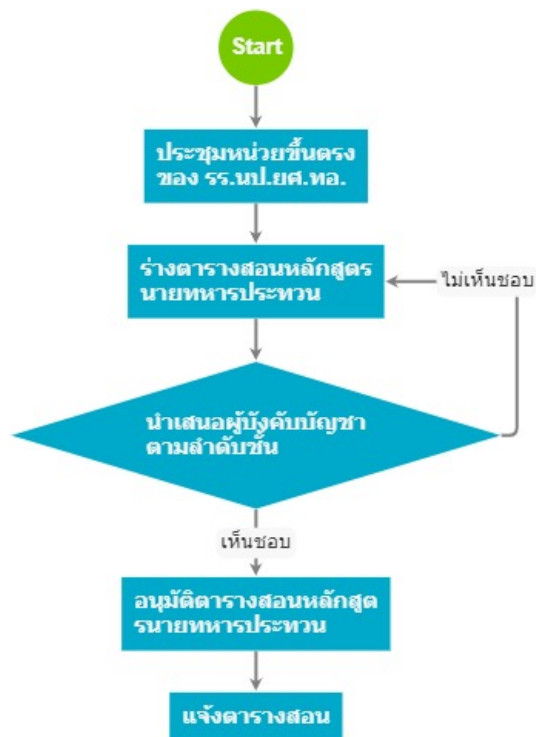 Start
ประชุมหน่วยขึ้นตรง
ของ รร.นป.ยศ.ทอ.
ร่างตารางสอนหลักสูตร
นายทหารประทวน
ไม่เห็นชอบ
นำเสนอผู้บังคับบัญชา
ตามลำดับชั้น
เห็นชอบ
อนุมัติตารางสอนหลักสูต
รนายทหารประทวน
แจ้งตารางสอน